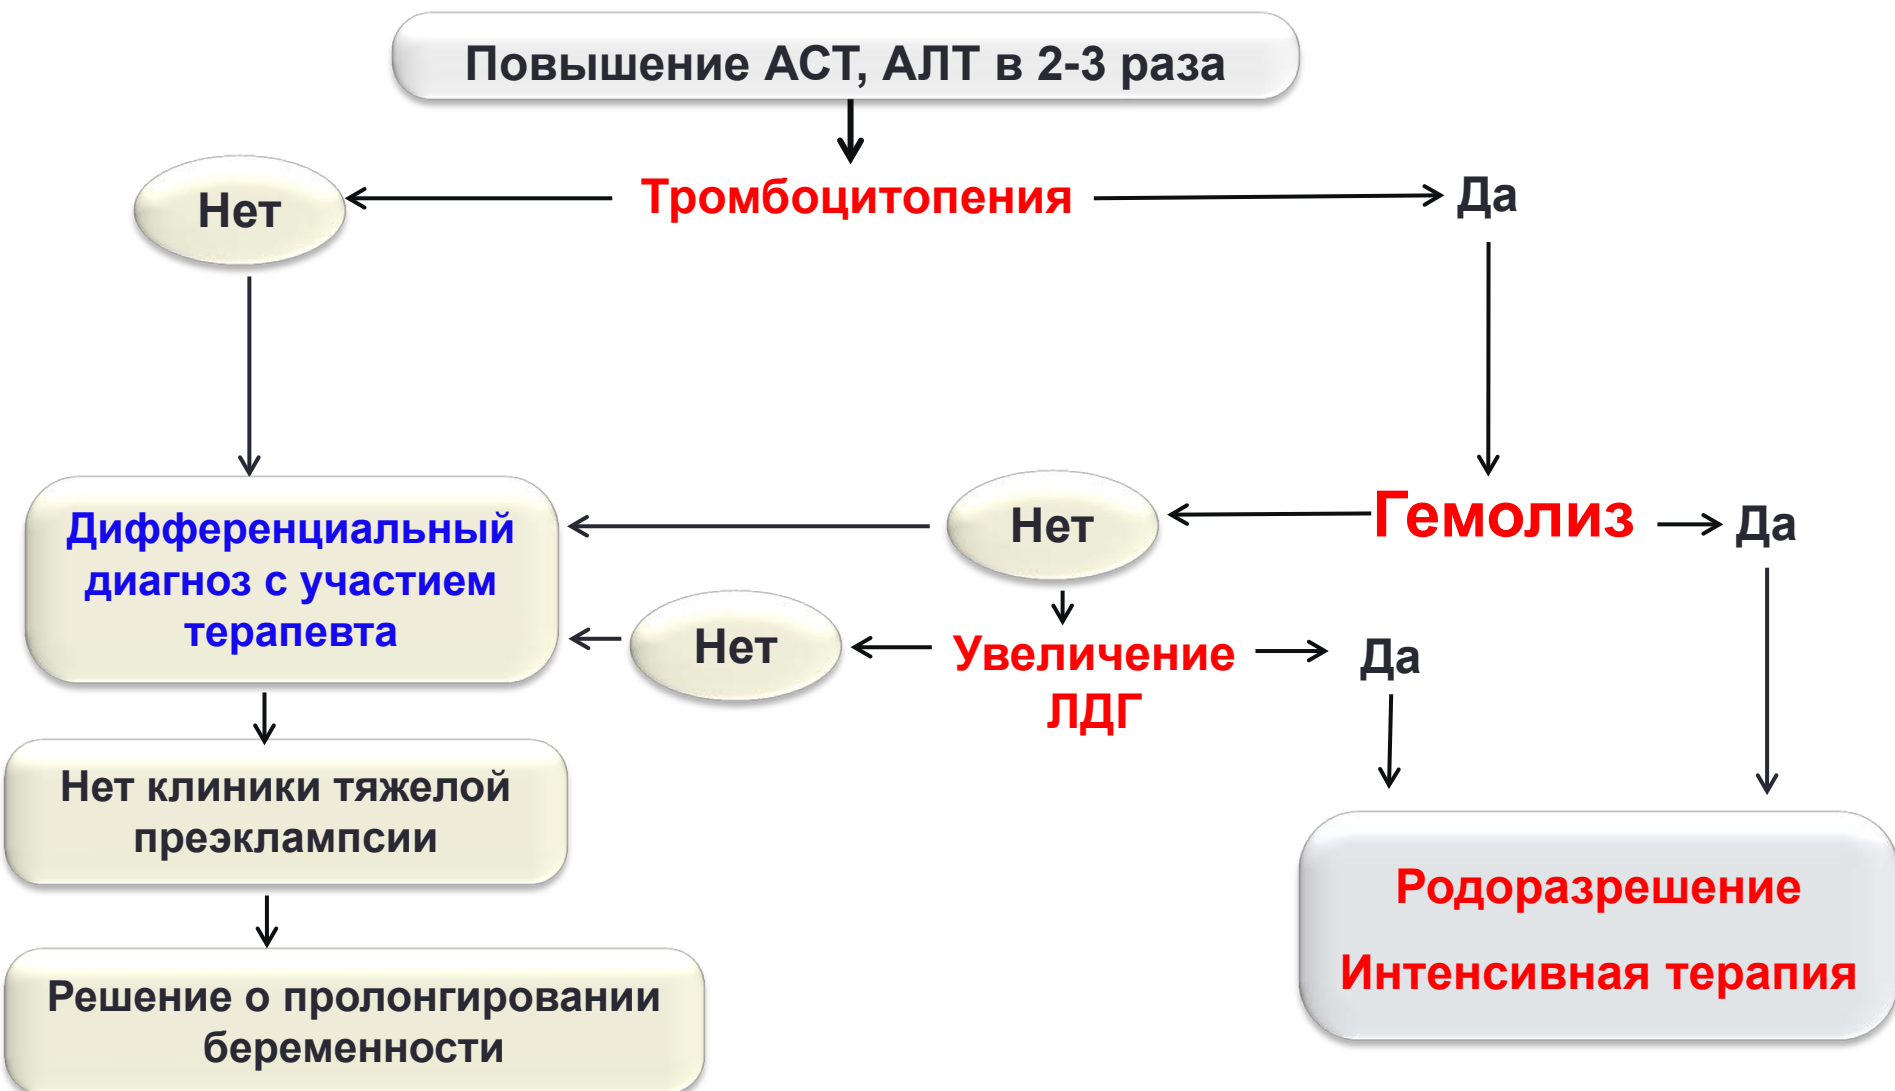 Повышение АСТ, АЛТ в 2-3 раза
Нет
Тромбоцитопения
Да
Дифференциальный
диагноз с участием
терапевта
Нет
Гемолиз
Да
Нет
Увеличение
ЛДГ
Да
Нет клиники тяжелой
преэклампсии
Родоразрешение
Интенсивная терапия
Решение о пролонгировании
беременности